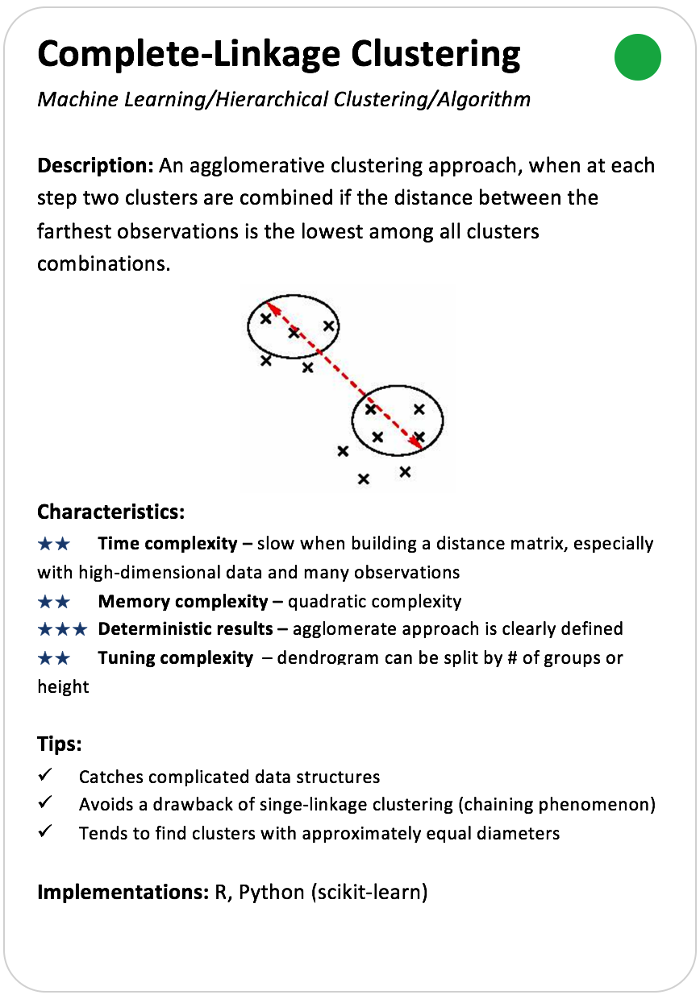 Complete-Linkage Clustering
Machine Learning/Hierarchical Clustering/Algorithm
Description: An agglomerative clustering approach, when at each
step two clusters are combined if the distance between the
farthest observations is the lowest among all clusters
combinations.
Characteristics:
★★ Time complexity – slow when building a distance matrix, especially
with high-dimensional data and many observations
★★ Memory complexity – quadratic complexity
★★★ Deterministic results – agglomerate approach is clearly defined
★★ Tuning complexity – dendrogram can be split by # of groups or
height
Tips:
✓ Catches complicated data structures
✓ Avoids a drawback of singe-linkage clustering (chaining phenomenon)
✓ Tends to find clusters with approximately equal diameters
Implementations: R, Python (scikit-learn)